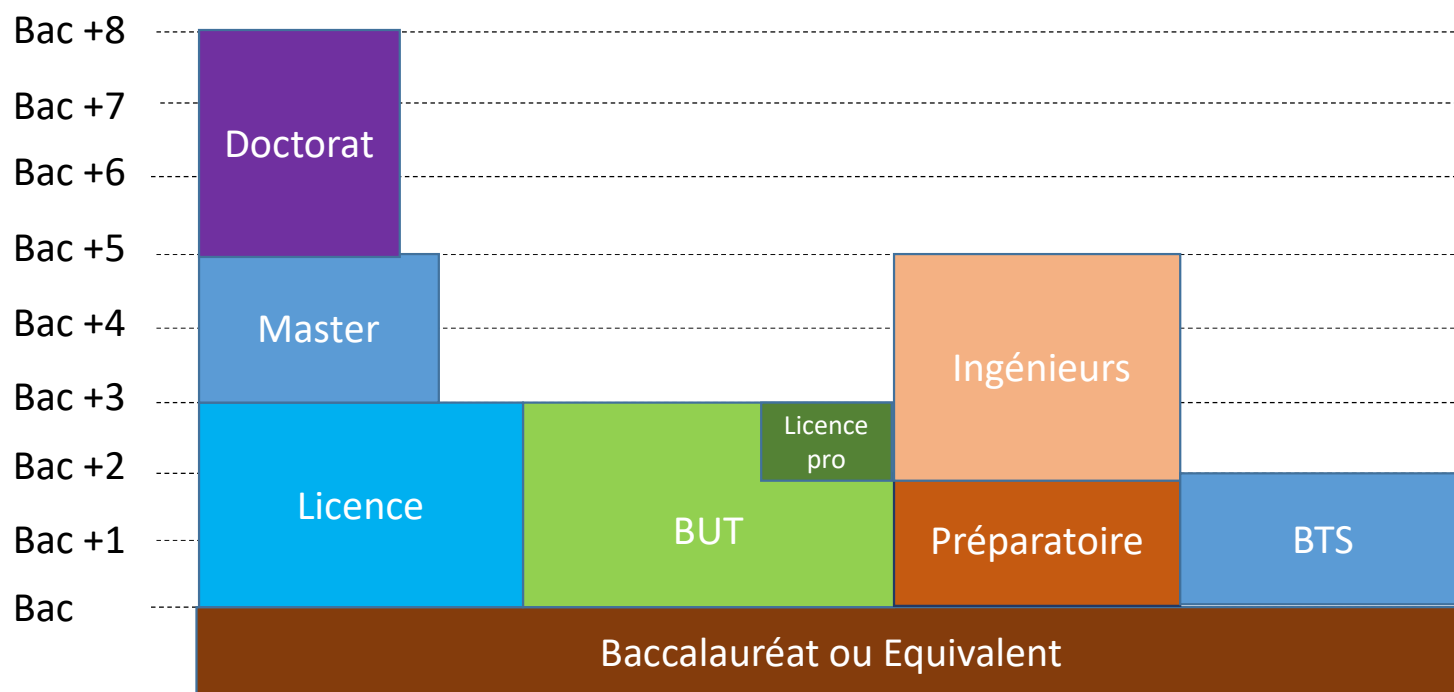 Bac +8
Bac +7
Doctorat
Bac +6
Bac +5
Bac +4
Master
Ingénieurs
Bac +3
Licence
pro
Bac +2
Licence
BUT
Bac +1
Préparatoire
BTS
Bac
Baccalauréat ou Equivalent